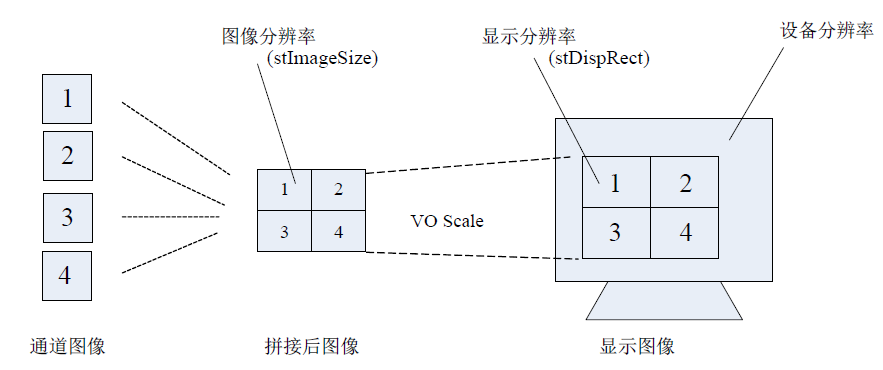 图像分辨率
(stImageSize)
显示分辨率
(stDispRect)
设备分辨率
1
2
3
4
1 2
3 4
VO Scale
1 2
3 4
通道图像
拼接后图像
显示图像